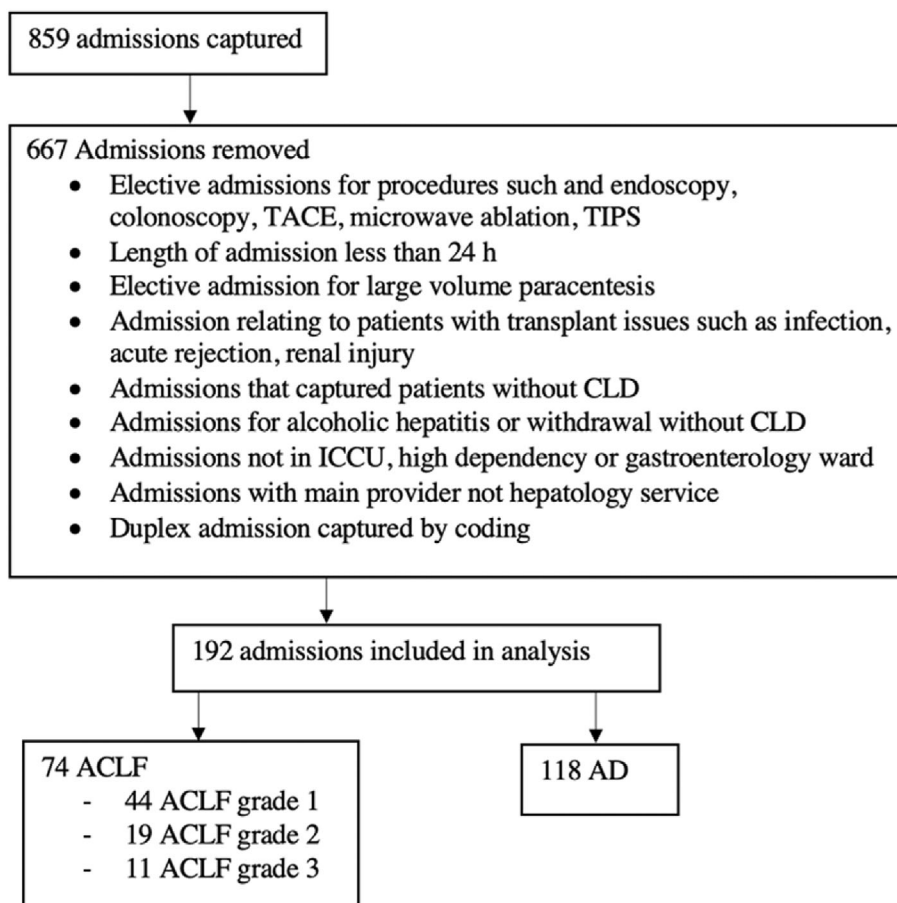 859 admissions captured
667 Admissions removed
• Elective admissions for procedures such and endoscopy,
colonoscopy, TACE, microwave ablation, TIPS
• Length of admission less than 24 h
• Elective admission for large volume paracentesis
• Admission relating to patients with transplant issues such as infection,
acute rejection, renal injury
• Admissions that captured patients without CLD
• Admissions for alcoholic hepatitis or withdrawal without CLD
• Admissions not in ICCU, high dependency or gastroenterology ward
• Admissions with main provider not hepatology service
• Duplex admission captured by coding
192 admissions included in analysis
74 ACLF
- 44 ACLF grade 1
- 19 ACLF grade 2
- 11 ACLF grade 3
118 AD